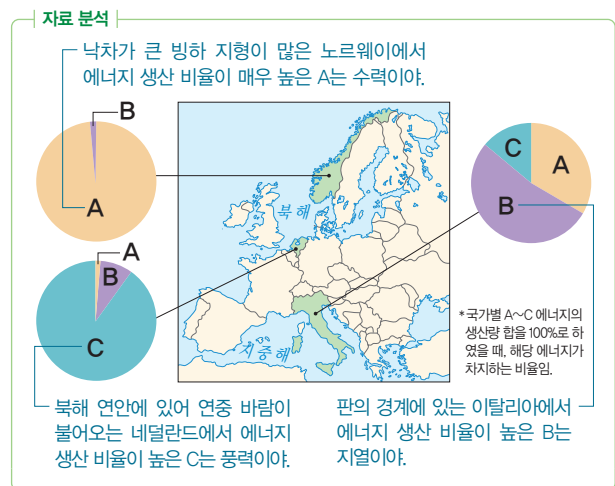 자료 분석
낙차가 큰 빙하 지형이 많은 노르웨이에서
에너지 생산 비율이 매우 높은 A는 수력이야.
B
A
C
A
B
북해
A
B
C
지중해
*국가별 A~C 에너지의
생산량 합을 100%로 하
였을 때, 해당 에너지가
차지하는 비율임.
북해 연안에 있어 연중 바람이
불어오는 네덜란드에서 에너지
생산 비율이 높은 C는 풍력이야.
판의 경계에 있는 이탈리아에서
에너지 생산 비율이 높은 B는
지열이야.